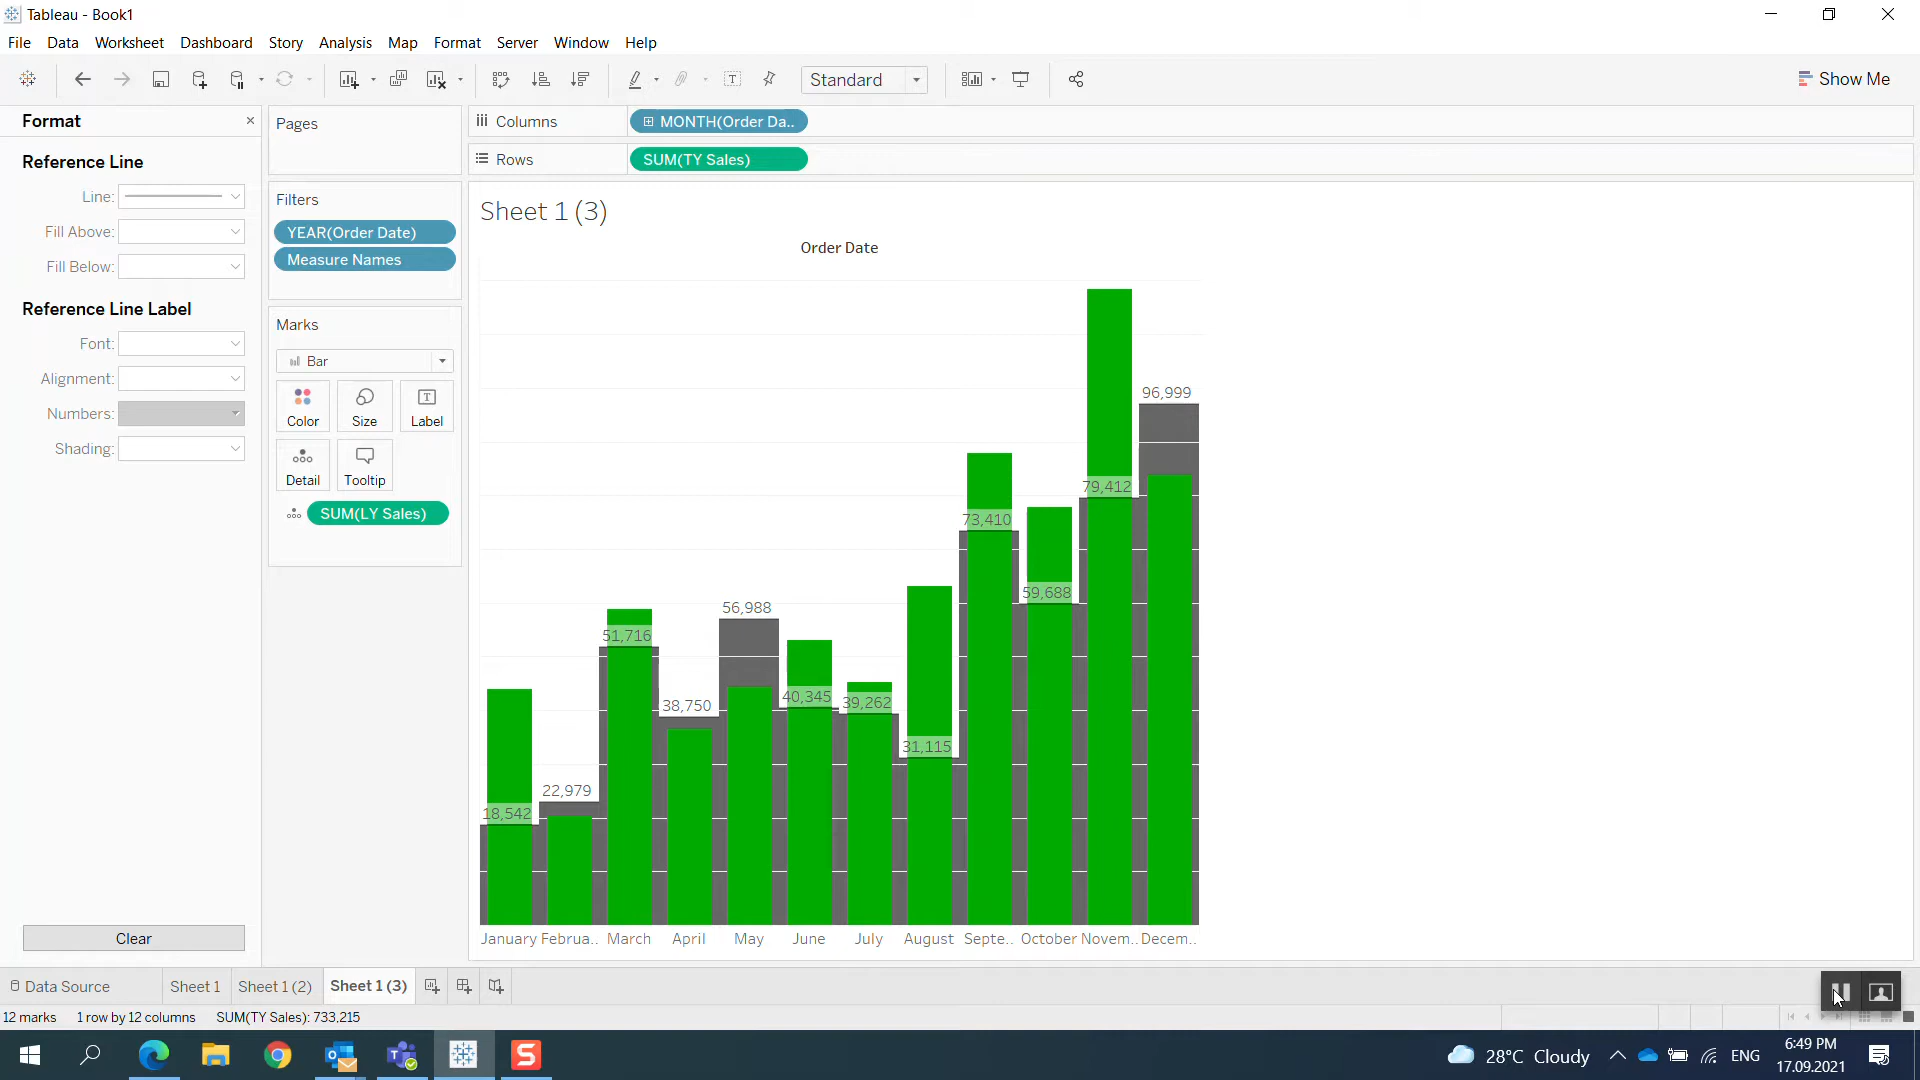 Tableau - Book1
File Data Worksheet Dashboard Story Analysis Map Format Server Window Help
Standard
Show Me
Format
Reference Line
Line:
Fill Above:
Fill Below:
Reference Line Label
Font:
Alignment:
Numbers:
Shading:
Clear
Pages
Filters
YEAR(Order Date)
Measure Names
Marks
Bar
Color Size Label
Detail Tooltip
SUM(LY Sales)
Columns MONTH(Order Da..
Rows SUM(TY Sales)
Sheet 1 (3)
Order Date
96,999
79,412
73,410
59,688
56,988
51,716
40,345
39,262
38,750
31,115
22,979
18,542
January Februa.. March April May June July August Septe.. October Novem.. Decem..
Data Source Sheet 1 Sheet 1 (2) Sheet 1 (3)
12 marks 1 row by 12 columns SUM(TY Sales): 733,215
28°C Cloudy ENG
6:49 PM
17.09.2021